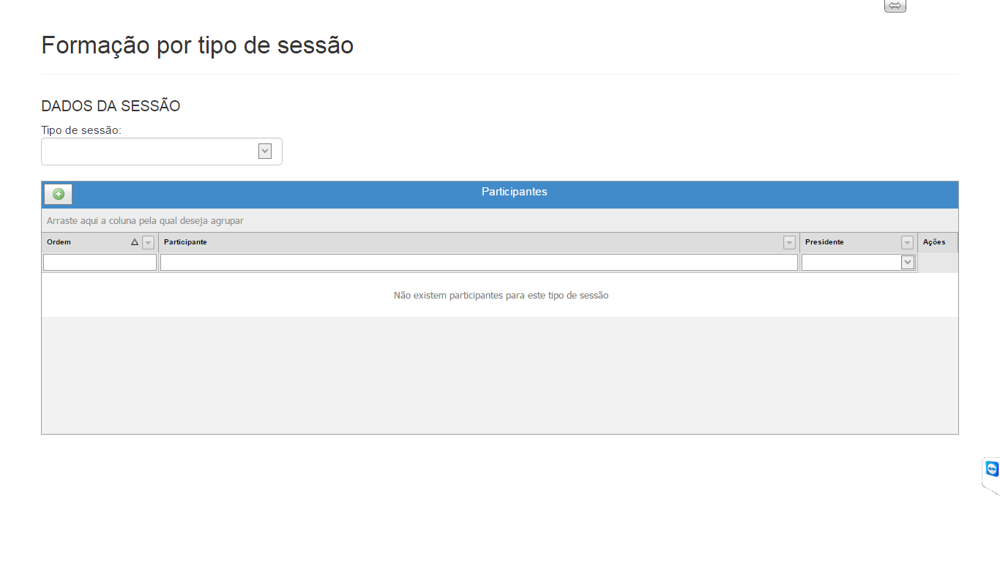 Formação por tipo de sessão
DADOS DA SESSÃO
Tipo de sessão:
Participantes
Arraste aqui a coluna pela qual deseja agrupar
Ordem Participante Presidente Ações
Não existem participantes para este tipo de sessão